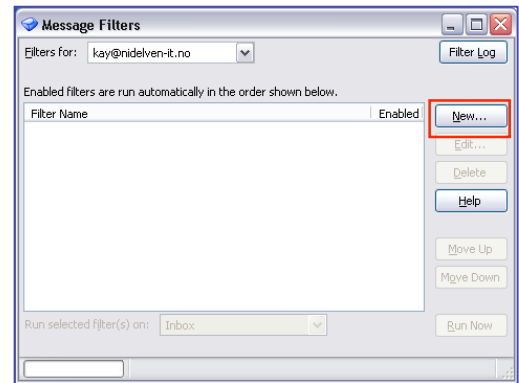 Message Filters
Filters for: kay@nidelven-it.no
Filter Log
Enabled filters are run automatically in the order shown below.
Filter Name Enabled
New...
Edit...
Delete
Help
Move Up
Move Down
Run selected filter(s) on: Inbox
Run Now